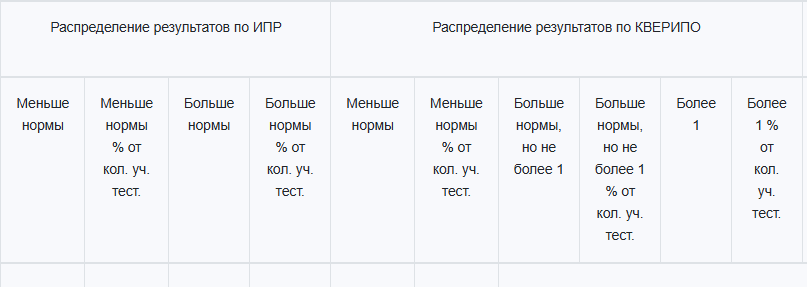 Распределение результатов по ИПР
Распределение результатов по КВЕРИПО
Меньше
нормы
Меньше
нормы
% от
кол. уч.
тест.
Больше
нормы
Больше
нормы
% от
кол. уч.
тест.
Меньше
нормы
Меньше
нормы
% от
кол. уч.
тест.
Больше
нормы,
но не
более 1
Больше
нормы,
но не
более 1
% от
кол. уч.
тест.
Более
1
Более
1 %
от
кол.
уч.
тест.